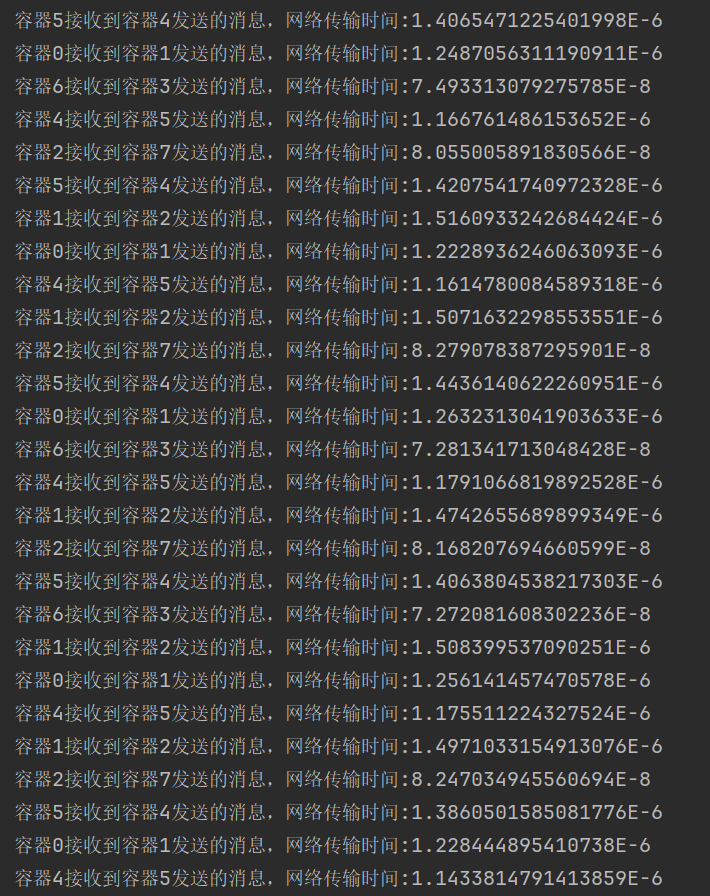 容器5接收到容器4发送的消息，网络传输时间:1.4065471225401998E-6
容器0接收到容器1发送的消息，网络传输时间:1.2487056311190911E-6
容器6接收到容器3发送的消息，网络传输时间:7.493313079275785E-8
容器4接收到容器5发送的消息，网络传输时间:1.166761486153652E-6
容器2接收到容器7发送的消息，网络传输时间:8.055005891830566E-8
容器5接收到容器4发送的消息，网络传输时间:1.4207541740972328E-6
容器1接收到容器2发送的消息，网络传输时间:1.5160933242684424E-6
容器0接收到容器1发送的消息，网络传输时间:1.2228936246063093E-6
容器4接收到容器5发送的消息，网络传输时间:1.1614780084589318E-6
容器1接收到容器2发送的消息，网络传输时间:1.5071632298553551E-6
容器2接收到容器7发送的消息，网络传输时间:8.279078387295901E-8
容器5接收到容器4发送的消息，网络传输时间:1.4436140622260951E-6
容器0接收到容器1发送的消息，网络传输时间:1.2632313041903633E-6
容器6接收到容器3发送的消息，网络传输时间:7.281341713048428E-8
容器4接收到容器5发送的消息，网络传输时间:1.1791066819892528E-6
容器1接收到容器2发送的消息，网络传输时间:1.4742655689899349E-6
容器2接收到容器7发送的消息，网络传输时间:8.168207694660599E-8
容器5接收到容器4发送的消息，网络传输时间:1.4063804538217303E-6
容器6接收到容器3发送的消息，网络传输时间:7.272081608302236E-8
容器1接收到容器2发送的消息，网络传输时间:1.508399537090251E-6
容器0接收到容器1发送的消息，网络传输时间:1.256141457470578E-6
容器4接收到容器5发送的消息，网络传输时间:1.175511224327524E-6
容器1接收到容器2发送的消息，网络传输时间:1.4971033154913076E-6
容器2接收到容器7发送的消息，网络传输时间:8.247034945560694E-8
容器5接收到容器4发送的消息，网络传输时间:1.3860501585081776E-6
容器0接收到容器1发送的消息，网络传输时间:1.228444895410738E-6
容器4接收到容器5发送的消息，网络传输时间:1.1433814791413859E-6